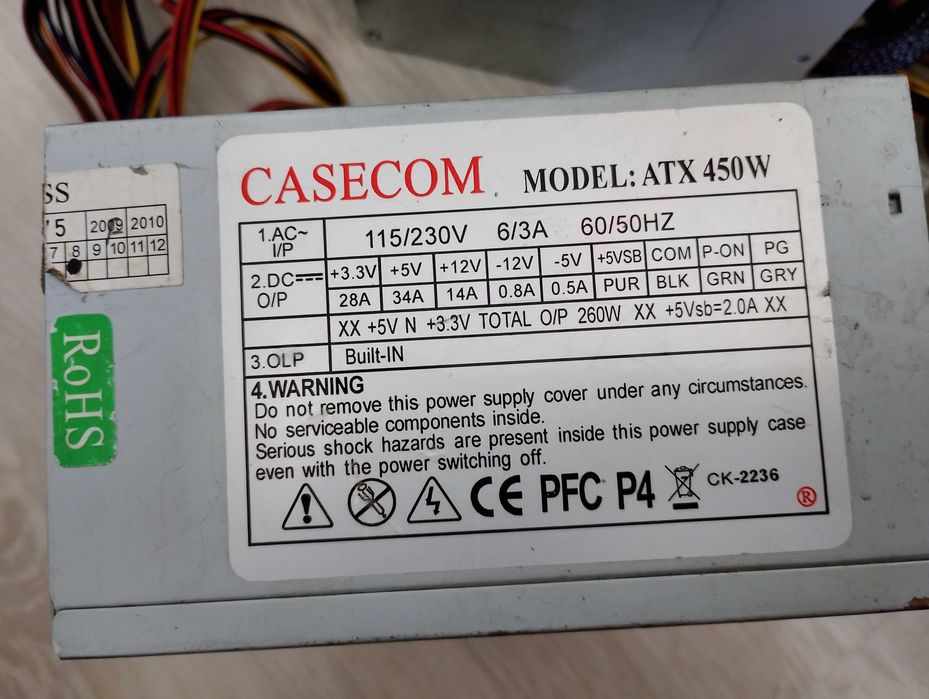 SS
5
2009 2010
7 8 9 10 11 12
RoHS
CASECOM MODEL: ATX 450W
1.AC~ I/P 115/230V 6/3A 60/50HZ
2.DC⎓ O/P +3.3V +5V +12V -12V -5V +5VSB COM P-ON PG
28A 34A 14A 0.8A 0.5A PUR BLK GRN GRY
XX +5V N +3.3V TOTAL O/P 260W XX +5Vsb=2.0A XX
3.OLP Built-IN
4.WARNING
Do not remove this power supply cover under any circumstances.
No serviceable components inside.
Serious shock hazards are present inside this power supply case
even with the power switching off.
CE PFC P4 CK-2236 ®